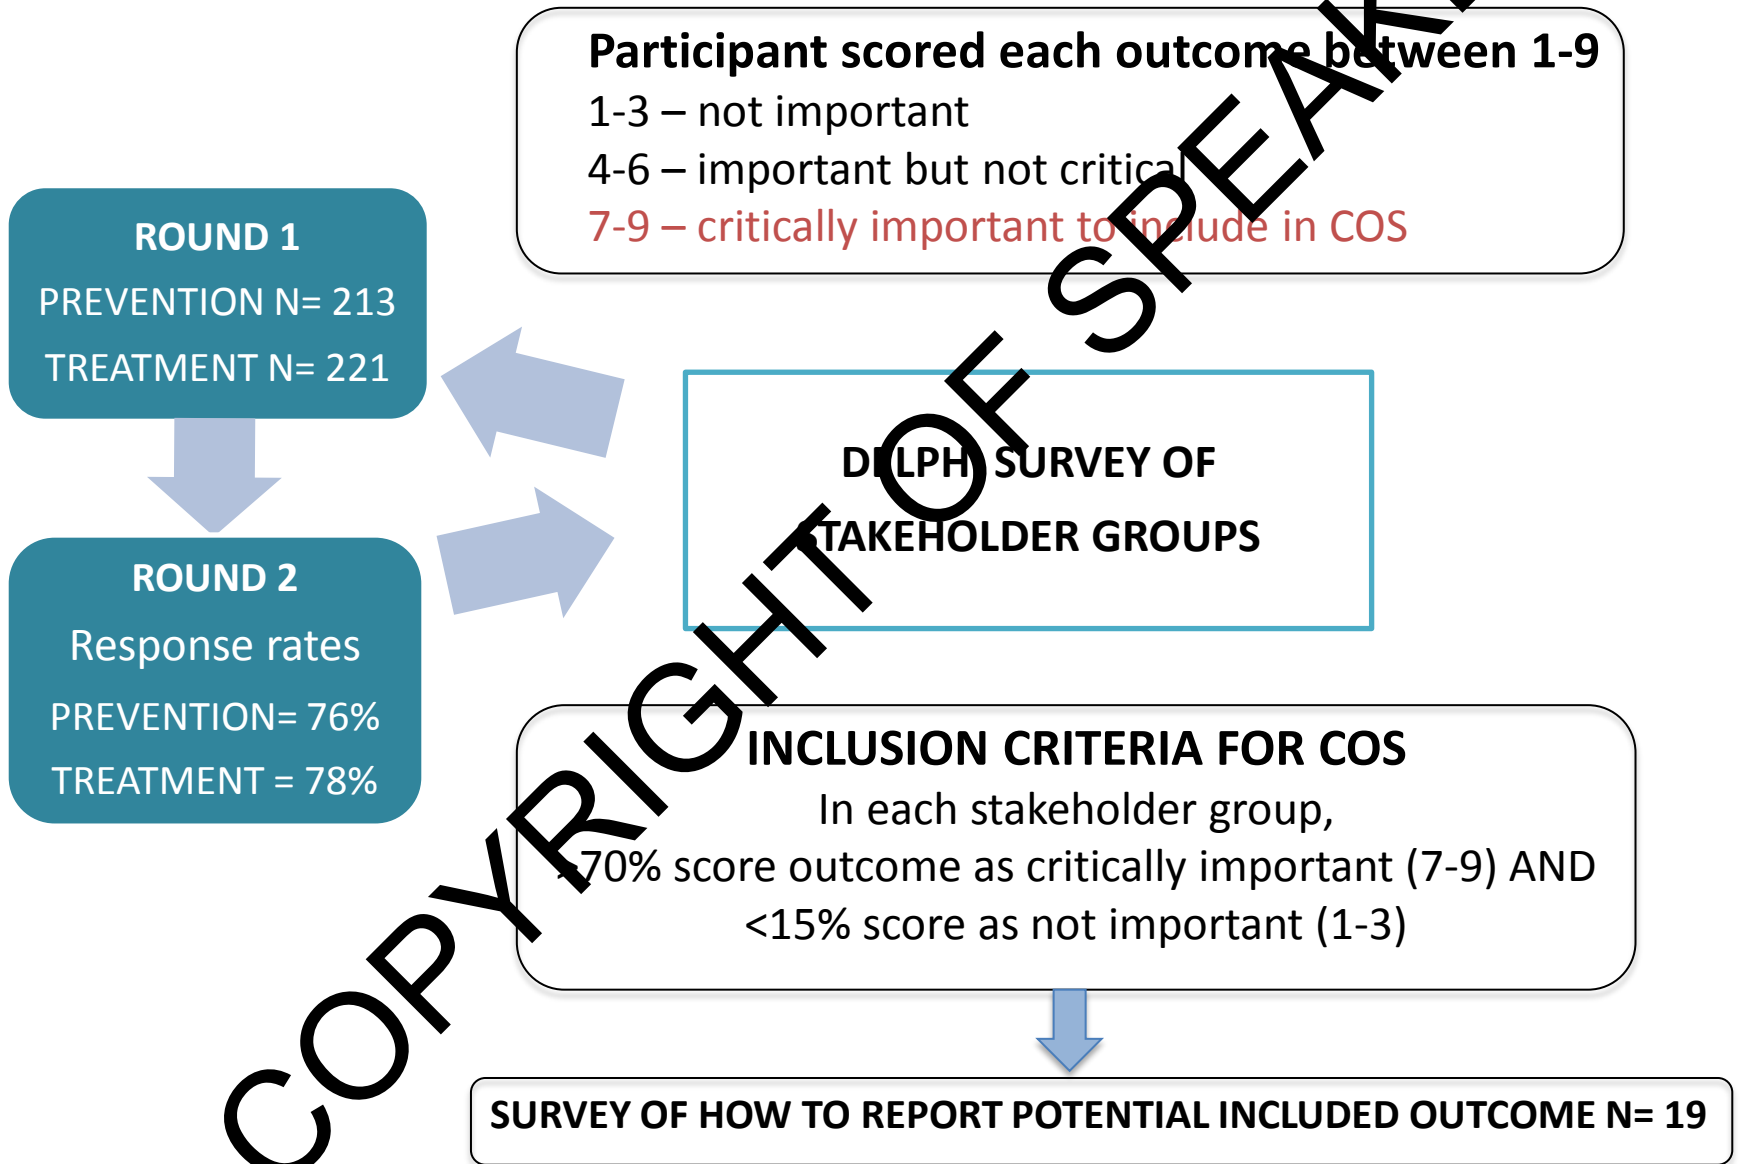 Participant scored each outcome between 1-9
1-3 – not important
4-6 – important but not critical
7-9 – critically important to include in COS
ROUND 1
PREVENTION N= 213
TREATMENT N= 221
DELPHI SURVEY OF
STAKEHOLDER GROUPS
ROUND 2
Response rates
PREVENTION= 76%
TREATMENT = 78%
INCLUSION CRITERIA FOR COS
In each stakeholder group,
70% score outcome as critically important (7-9) AND
<15% score as not important (1-3)
SURVEY OF HOW TO REPORT POTENTIAL INCLUDED OUTCOME N= 19
COPYRIGHT OF